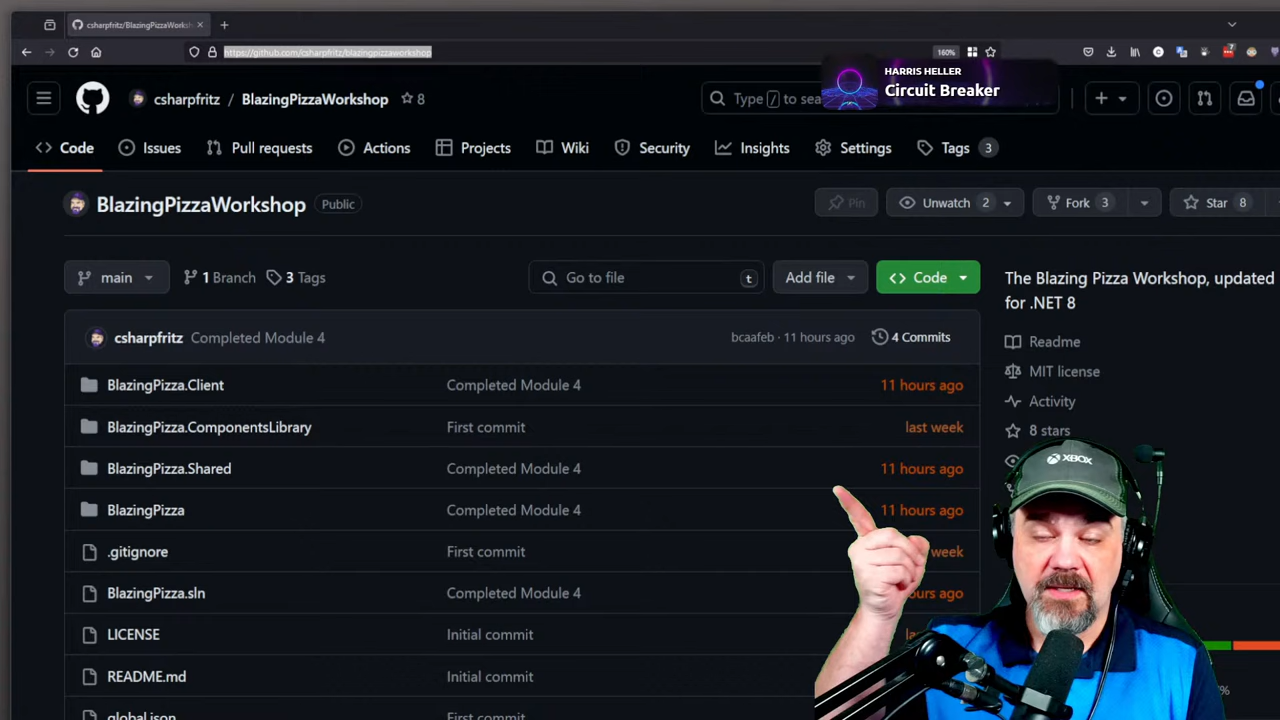 csharpfritz/BlazingPizzaWorksh
https://github.com/csharpfritz/blazingpizzaworkshop
160%
HARRIS HELLER
Circuit Breaker
csharpfritz / BlazingPizzaWorkshop 8
Type / to sea
Code Issues Pull requests Actions Projects Wiki Security Insights Settings Tags 3
BlazingPizzaWorkshop Public
Pin Unwatch 2 Fork 3 Star 8
main 1 Branch 3 Tags Go to file t Add file Code
The Blazing Pizza Workshop, updated
for .NET 8
csharpfritz Completed Module 4 bcaafeb · 11 hours ago 4 Commits
Readme
BlazingPizza.Client Completed Module 4 11 hours ago
MIT license
Activity
BlazingPizza.ComponentsLibrary First commit last week
8 stars
BlazingPizza.Shared Completed Module 4 11 hours ago
XBOX
BlazingPizza Completed Module 4 11 hours ago
.gitignore First commit week
BlazingPizza.sln Completed Module 4 ours ago
LICENSE Initial commit
README.md Initial commit
global.json First commit